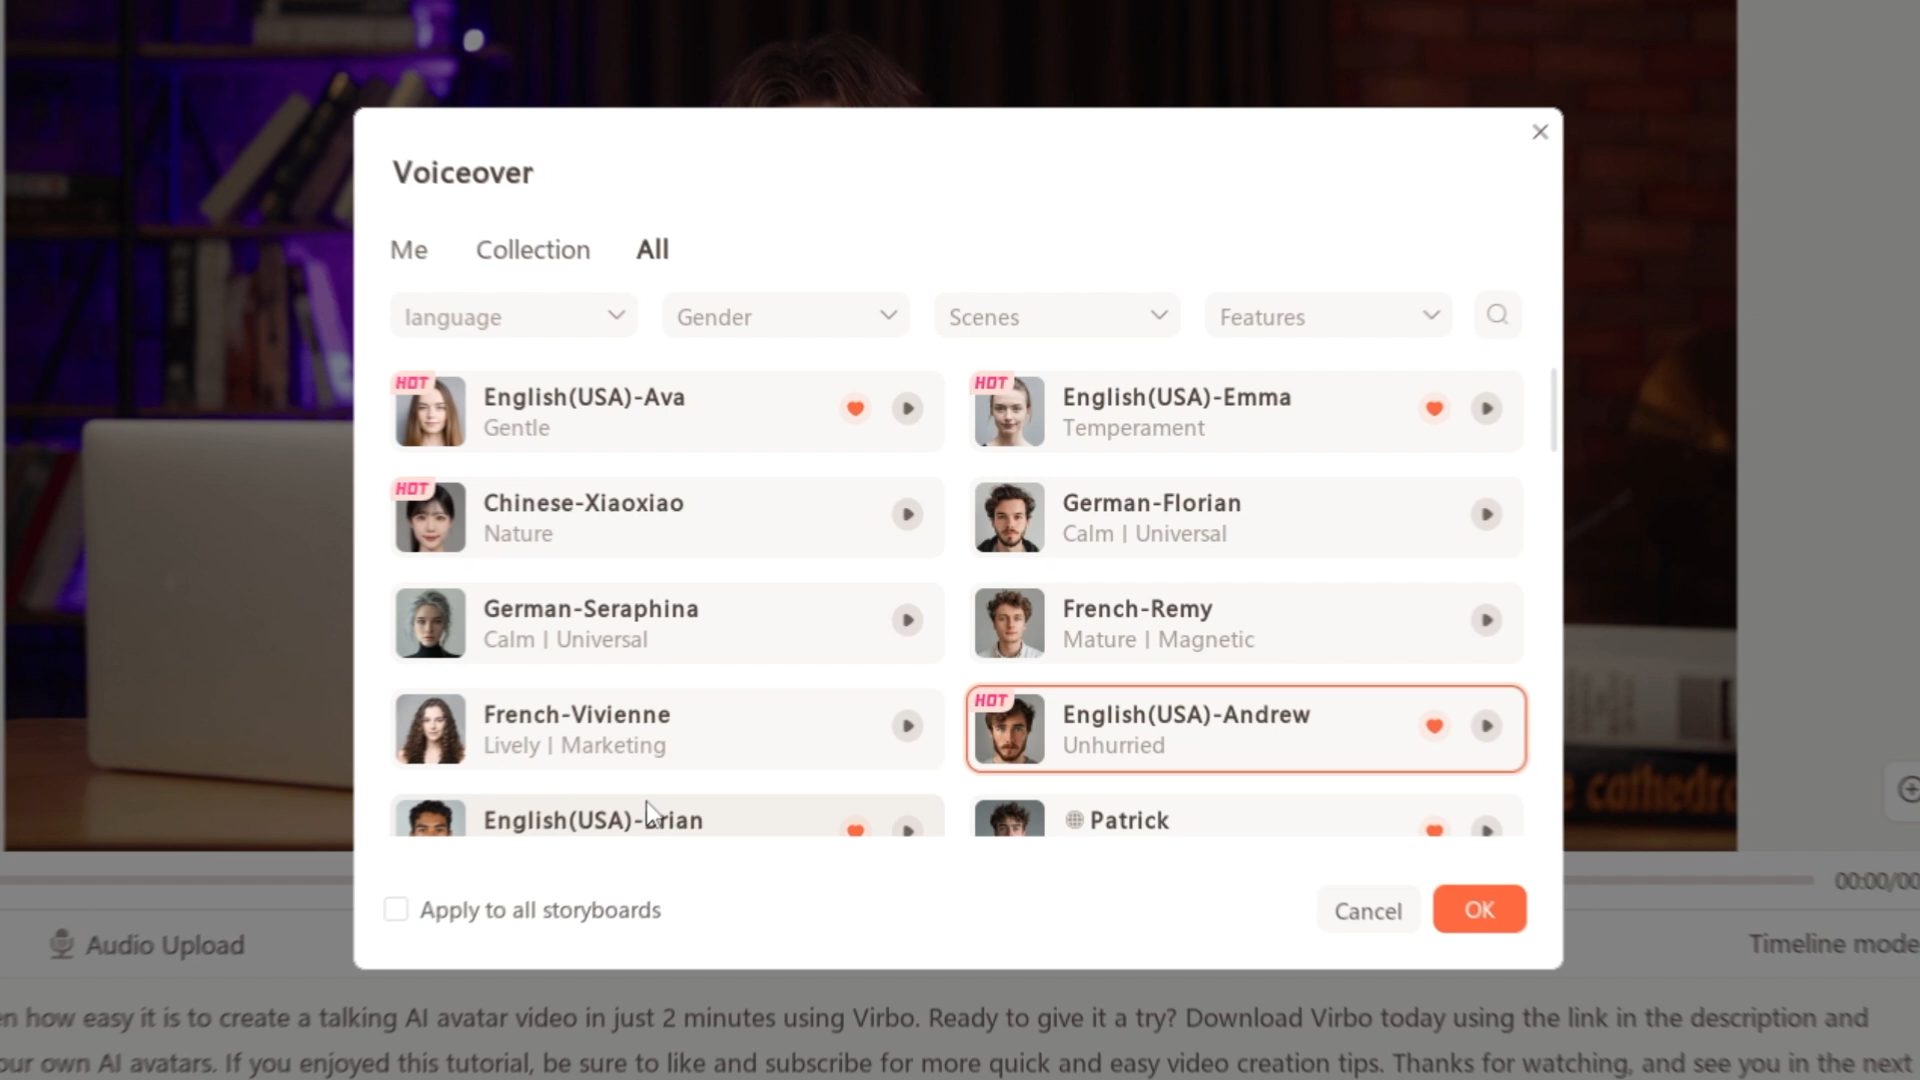 Voiceover
Me Collection All
language Gender Scenes Features
HOT English(USA)-Ava
Gentle
HOT English(USA)-Emma
Temperament
HOT Chinese-Xiaoxiao
Nature
German-Florian
Calm | Universal
German-Seraphina
Calm | Universal
French-Remy
Mature | Magnetic
French-Vivienne
Lively | Marketing
HOT English(USA)-Andrew
Unhurried
Patrick
e cathedra
Apply to all storyboards
Cancel OK
00:00/00
Audio Upload
Timeline mode
en how easy it is to create a talking AI avatar video in just 2 minutes using Virbo. Ready to give it a try? Download Virbo today using the link in the description and
our own AI avatars. If you enjoyed this tutorial, be sure to like and subscribe for more quick and easy video creation tips. Thanks for watching, and see you in the next